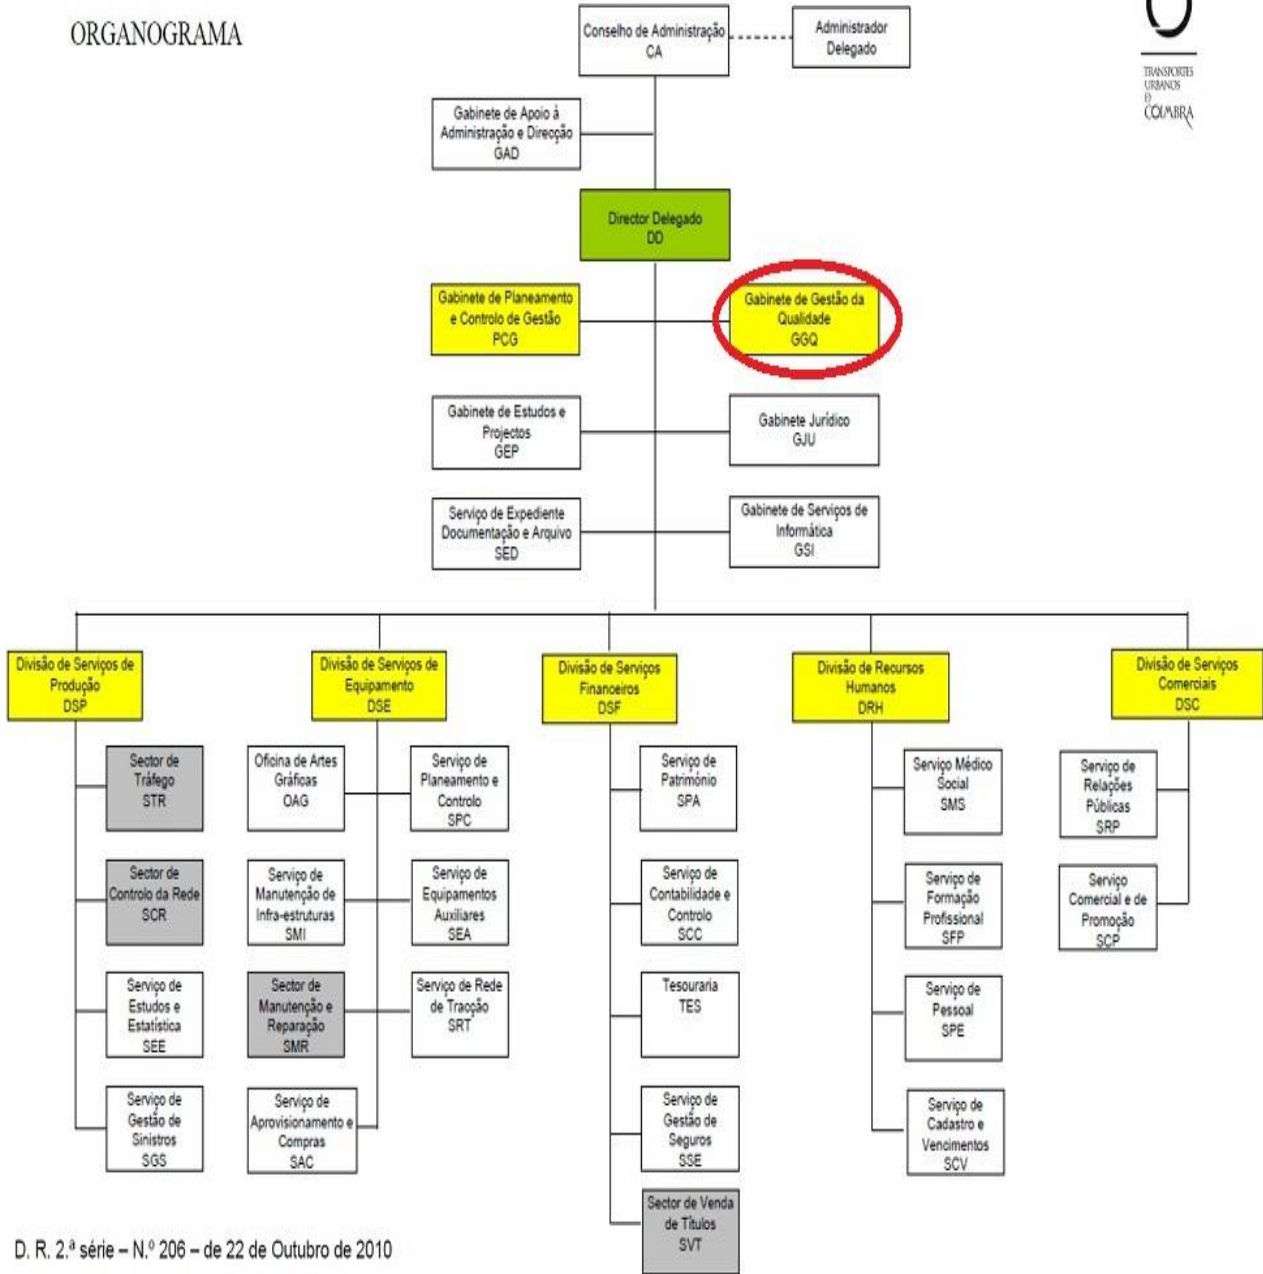 ORGANOGRAMA
Conselho de Administração
CA
Administrador
Delegado
TRANSPORTES
URBANOS
D
COIMBRA
Gabinete de Apoio à
Administração e Direcção
GAD
Director Delegado
DD
Gabinete de Planeamento
e Controlo de Gestão
PCG
Gabinete de Gestão da
Qualidade
GGQ
Gabinete de Estudos e
Projectos
GEP
Gabinete Jurídico
GJU
Serviço de Expediente
Documentação e Arquivo
SED
Gabinete de Serviços de
Informática
GSI
Divisão de Serviços de
Produção
DSP
Divisão de Serviços de
Equipamento
DSE
Divisão de Serviços
Financeiros
DSF
Divisão de Recursos
Humanos
DRH
Divisão de Serviços
Comerciais
DSC
Sector de
Tráfego
STR
Oficina de Artes
Gráficas
OAG
Serviço de
Planeamento e
Controlo
SPC
Serviço de
Património
SPA
Serviço Médico
Social
SMS
Serviço de
Relações
Públicas
SRP
Sector de
Controlo da Rede
SCR
Serviço de
Manutenção de
Infra-estruturas
SMI
Serviço de
Equipamentos
Auxiliares
SEA
Serviço de
Contabilidade e
Controlo
SCC
Serviço de
Formação
Profissional
SFP
Serviço
Comercial e de
Promoção
SCP
Serviço de
Estudos e
Estatística
SEE
Sector de
Manutenção e
Reparação
SMR
Serviço de Rede
de Tracção
SRT
Tesouraria
TES
Serviço de
Pessoal
SPE
Serviço de
Gestão de
Sinistros
SGS
Serviço de
Aprovisionamento e
Compras
SAC
Serviço de
Gestão de
Seguros
SSE
Serviço de
Cadastro e
Vencimentos
SCV
Sector de Venda
de Títulos
SVT
D. R. 2.ª série – N.º 206 – de 22 de Outubro de 2010